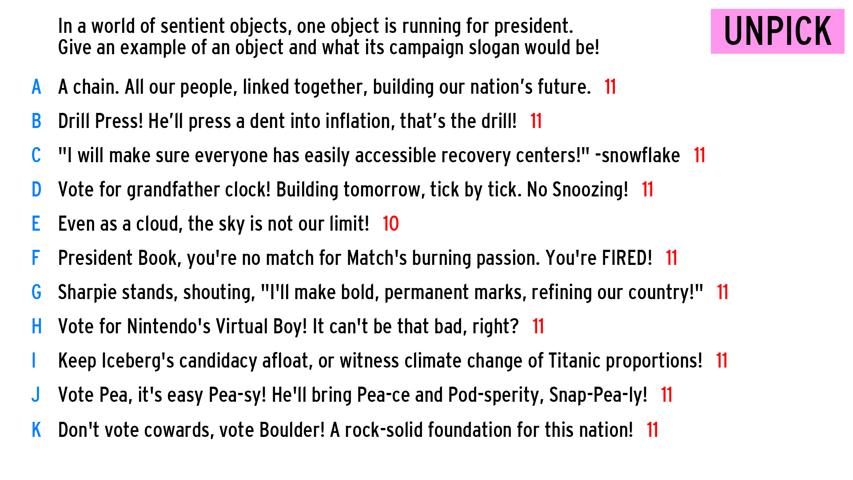 In a world of sentient objects, one object is running for president.
Give an example of an object and what its campaign slogan would be!
UNPICK
A A chain. All our people, linked together, building our nation’s future. 11
B Drill Press! He’ll press a dent into inflation, that’s the drill! 11
C "I will make sure everyone has easily accessible recovery centers!" -snowflake 11
D Vote for grandfather clock! Building tomorrow, tick by tick. No Snoozing! 11
E Even as a cloud, the sky is not our limit! 10
F President Book, you're no match for Match's burning passion. You're FIRED! 11
G Sharpie stands, shouting, "I'll make bold, permanent marks, refining our country!" 11
H Vote for Nintendo's Virtual Boy! It can't be that bad, right? 11
I Keep Iceberg's candidacy afloat, or witness climate change of Titanic proportions! 11
J Vote Pea, it's easy Pea-sy! He'll bring Pea-ce and Pod-sperity, Snap-Pea-ly! 11
K Don't vote cowards, vote Boulder! A rock-solid foundation for this nation! 11